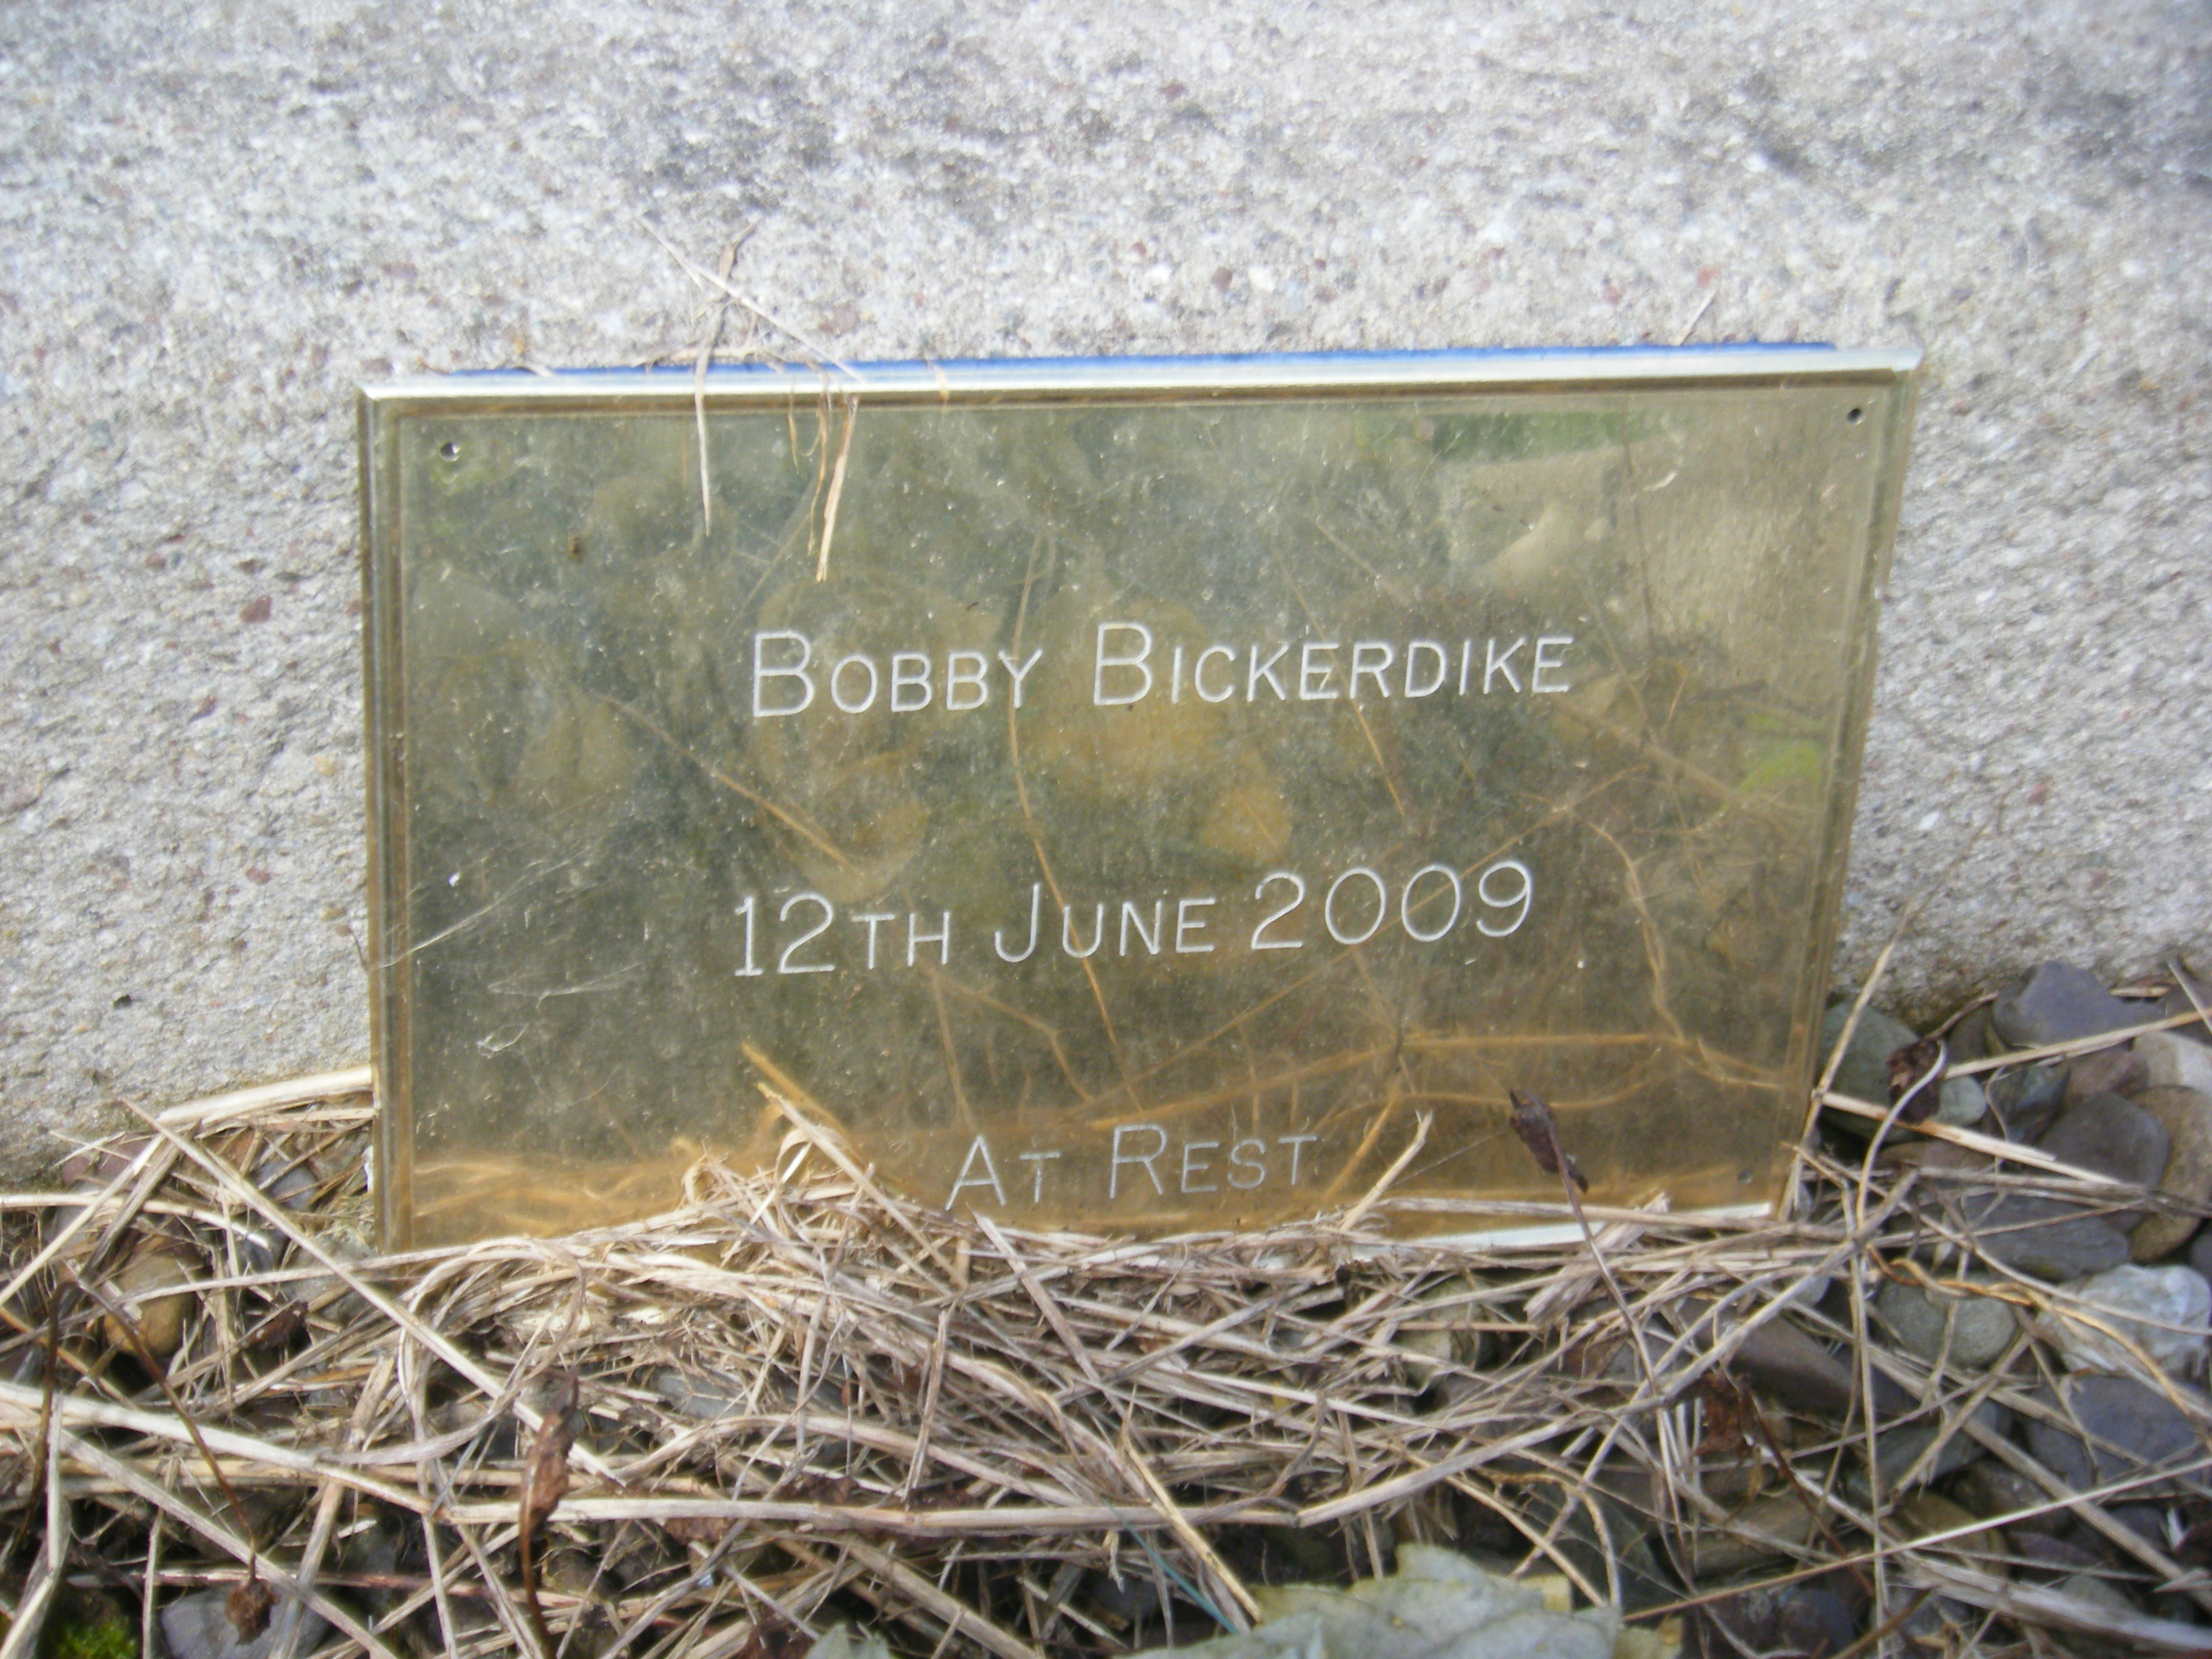 Bobby Bickerdike
12th June 2009
At Rest